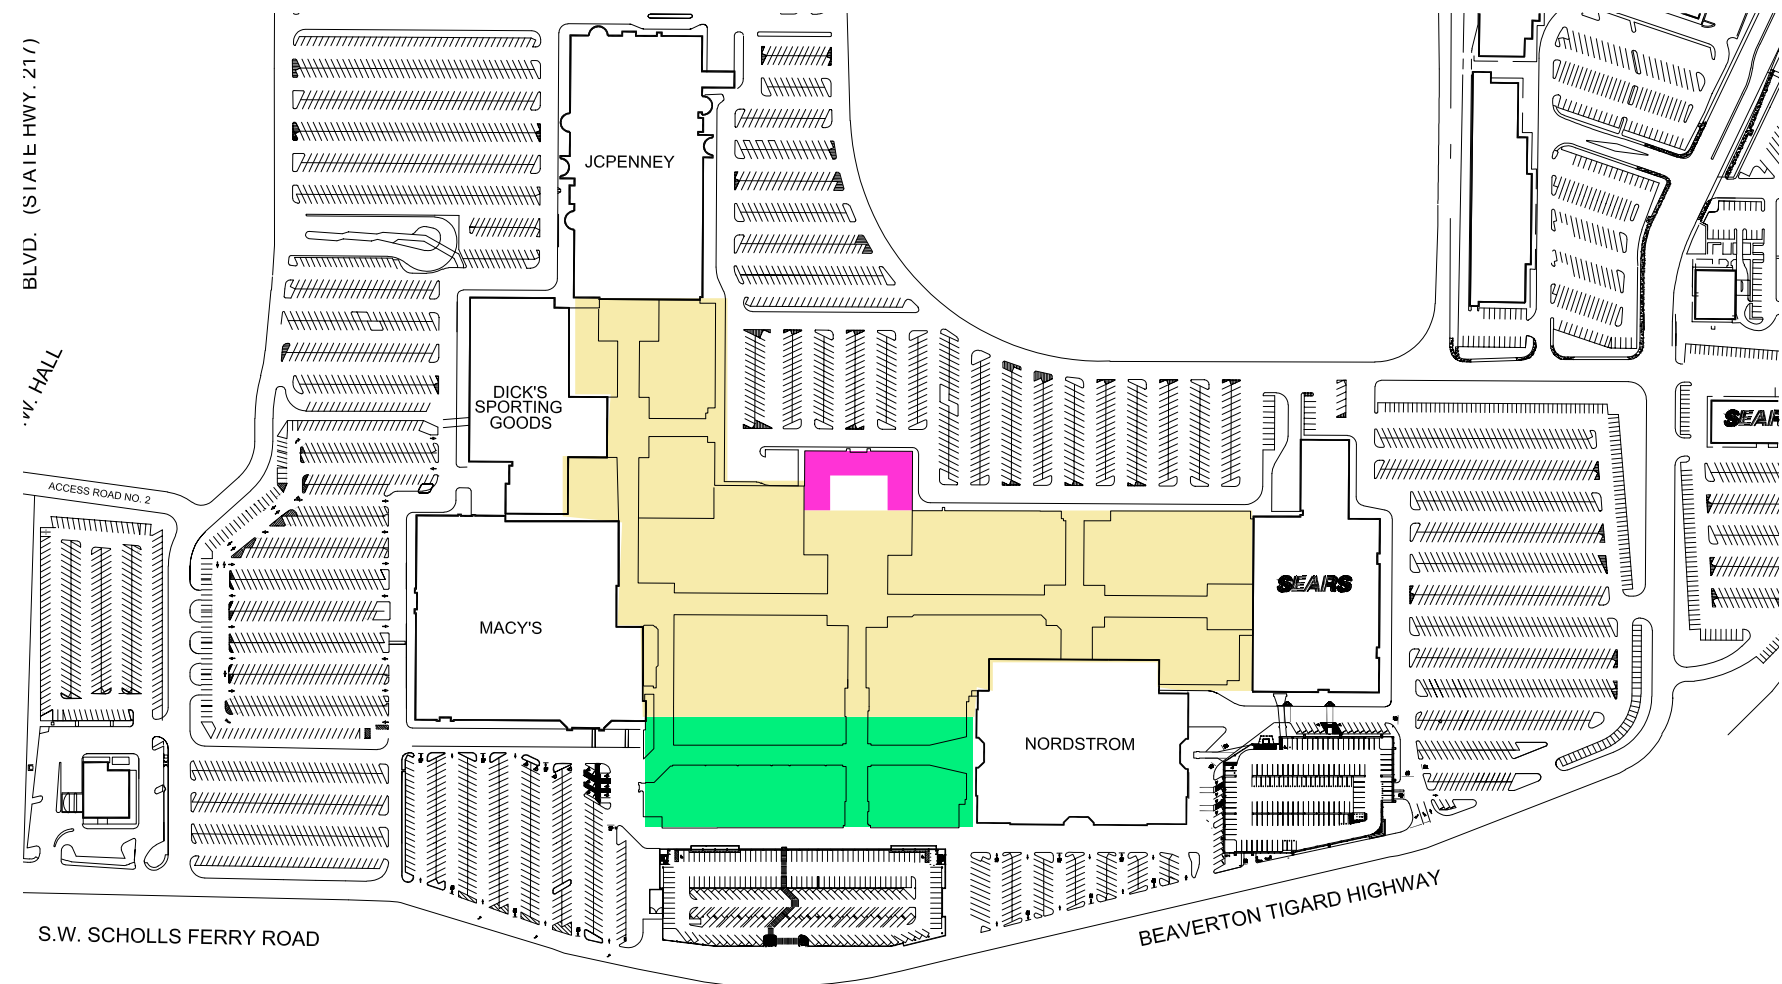 BLVD. (STATE HWY. 217)
.W. HALL
JCPENNEY
DICK'S
SPORTING
GOODS
SEARS
ACCESS ROAD NO. 2
SEARS
MACY'S
NORDSTROM
S.W. SCHOLLS FERRY ROAD
BEAVERTON TIGARD HIGHWAY